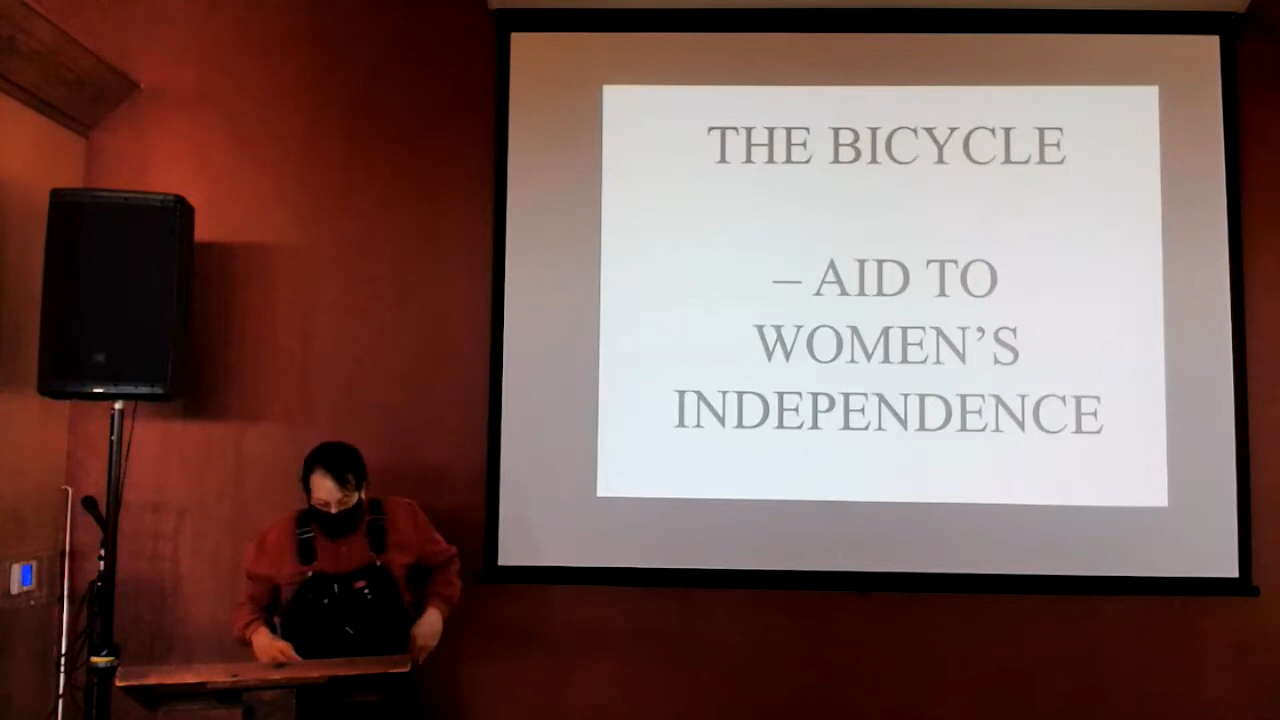 THE BICYCLE
– AID TO
WOMEN’S
INDEPENDENCE